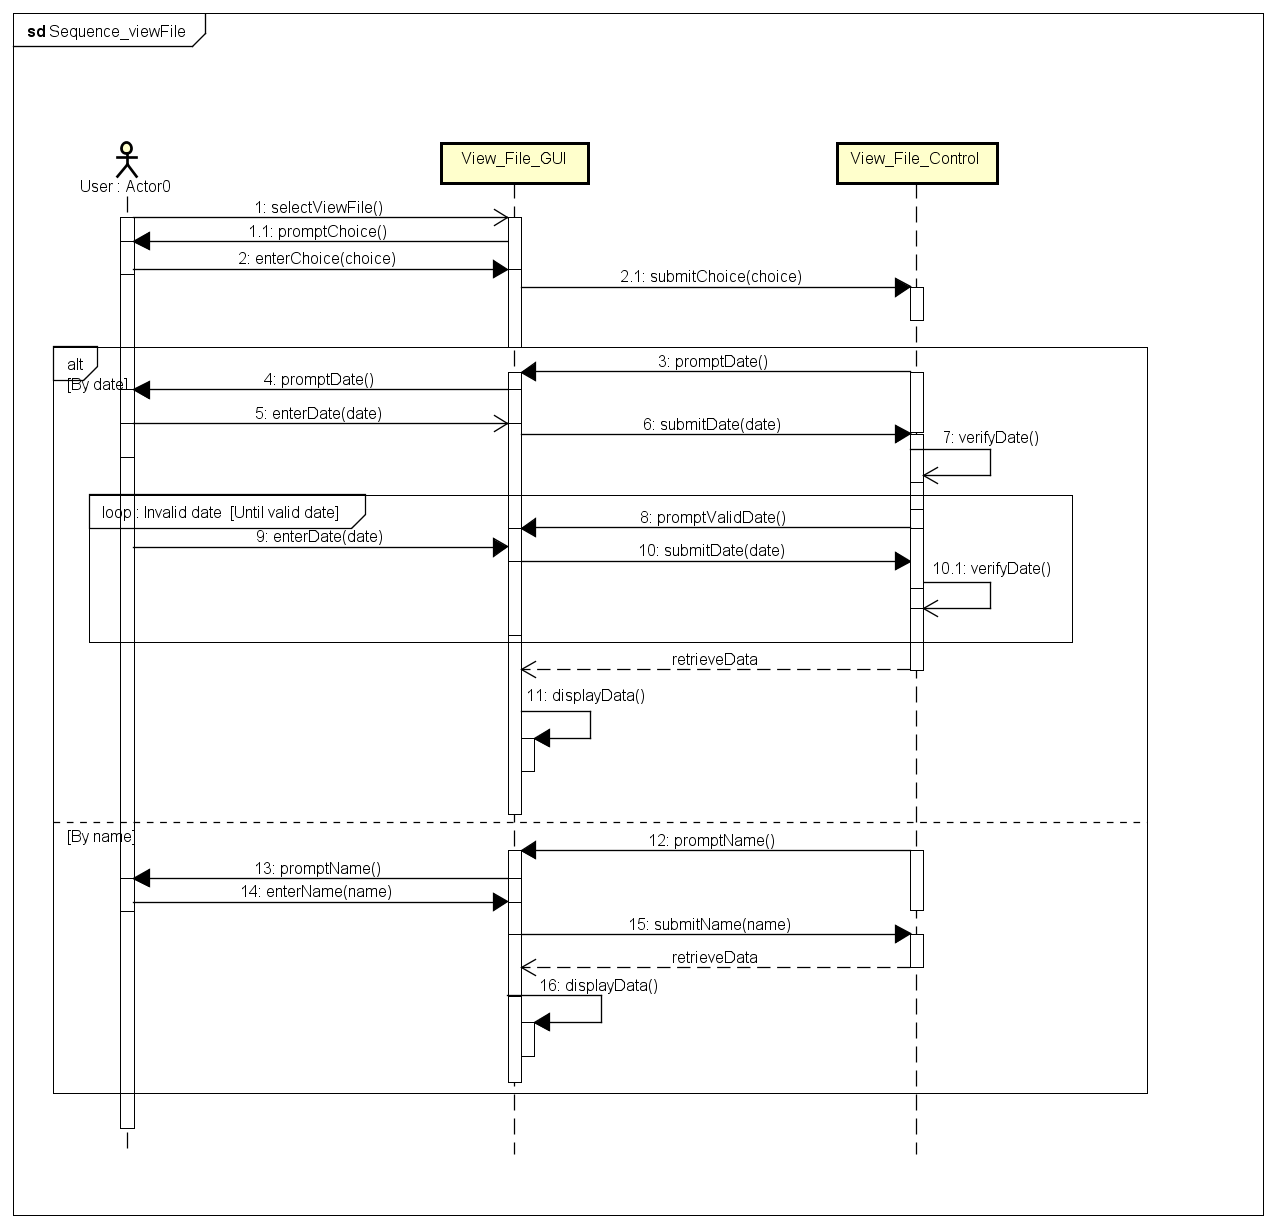 sd Sequence_viewFile
User : Actor0
View_File_GUI
View_File_Control
1: selectViewFile()
1.1: promptChoice()
2: enterChoice(choice)
2.1: submitChoice(choice)
alt
[By date]
3: promptDate()
4: promptDate()
5: enterDate(date)
6: submitDate(date)
7: verifyDate()
loop : Invalid date [Until valid date]
8: promptValidDate()
9: enterDate(date)
10: submitDate(date)
10.1: verifyDate()
retrieveData
11: displayData()
[By name]
12: promptName()
13: promptName()
14: enterName(name)
15: submitName(name)
retrieveData
16: displayData()